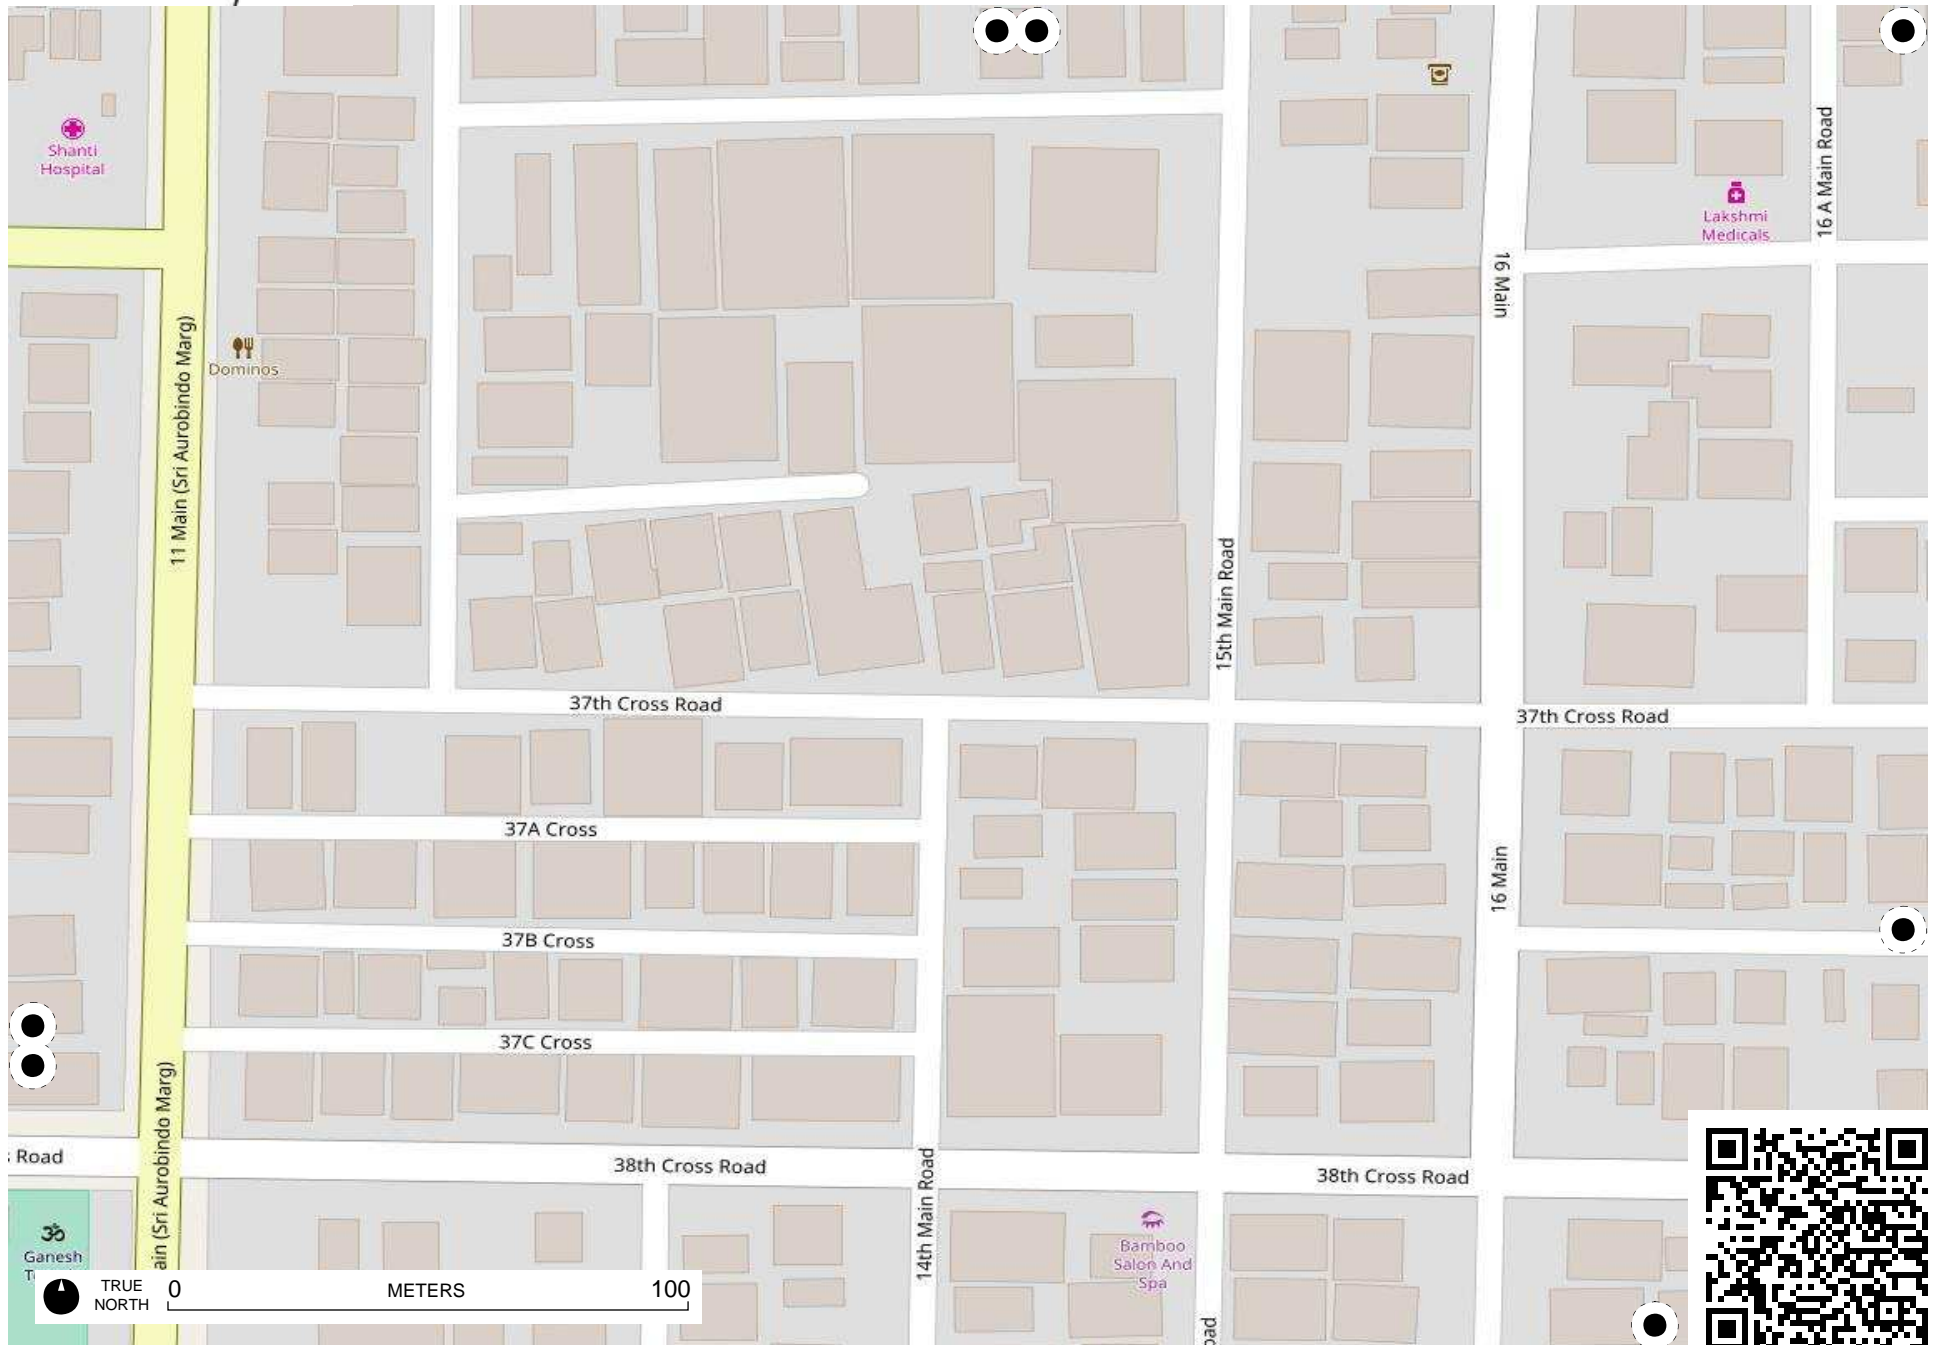 Shanti
Hospital
16 A Main Road
Lakshmi
Medicals
16 Main
11 Main (Sri Aurobindo Marg)
Dominos
15th Main Road
37th Cross Road
37th Cross Road
37A Cross
16 Main
37B Cross
37C Cross
ain (Sri Aurobindo Marg)
Road
38th Cross Road
38th Cross Road
14th Main Road
Ganesh
Bamboo
Salon And
Spa
TRUE
NORTH
0 METERS 100
oad